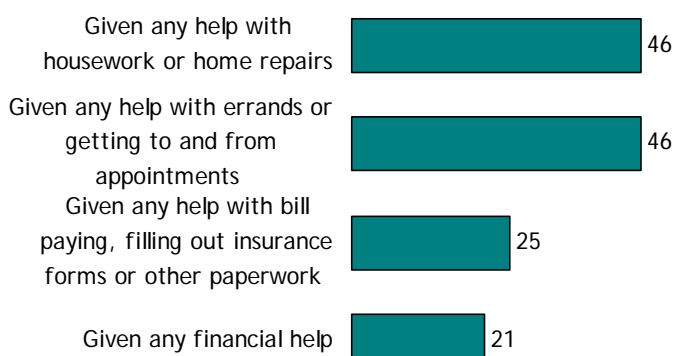 Given any help with
housework or home repairs
46
Given any help with errands or
getting to and from
appointments
46
Given any help with bill
paying, filling out insurance
forms or other paperwork
25
Given any financial help
21